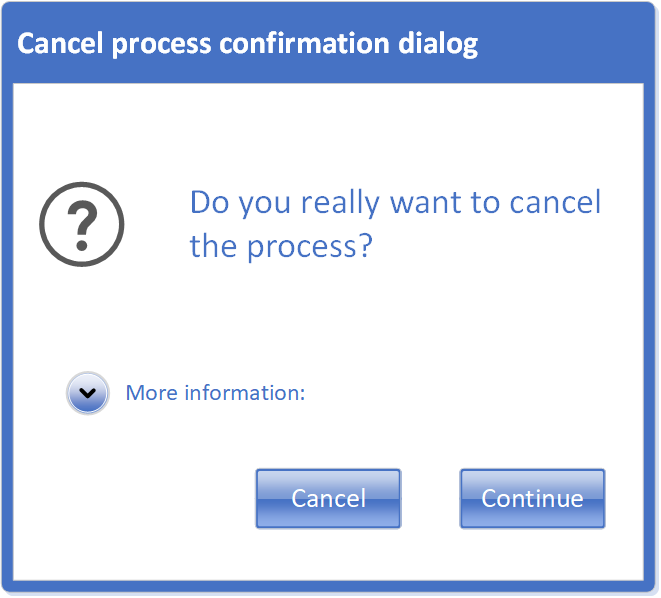 Cancel process confirmation dialog
?
Do you really want to cancel
the process?
More information:
Cancel
Continue